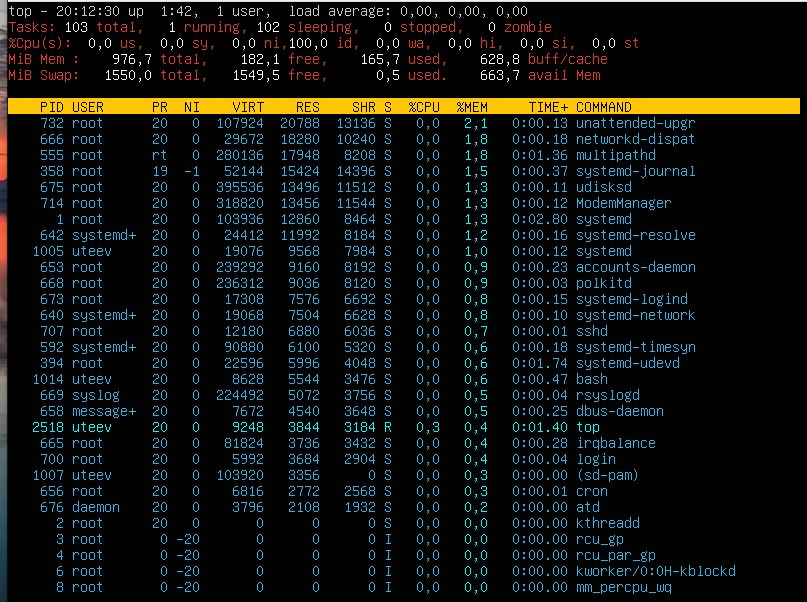 top - 20:12:30 up  1:42,  1 user,  load average: 0,00, 0,00, 0,00
Tasks: 103 total,   1 running, 102 sleeping,   0 stopped,   0 zombie
%Cpu(s):  0,0 us,  0,0 sy,  0,0 ni,100,0 id,  0,0 wa,  0,0 hi,  0,0 si,  0,0 st
MiB Mem :    976,7 total,    182,1 free,    165,7 used,    628,8 buff/cache
MiB Swap:   1550,0 total,   1549,5 free,      0,5 used.    663,7 avail Mem
PID USER      PR  NI    VIRT    RES    SHR S  %CPU  %MEM     TIME+ COMMAND
732 root      20   0  107924  20788  13136 S   0,0   2,1   0:00.13 unattended-upgr
666 root      20   0   29672  18280  10240 S   0,0   1,8   0:00.18 networkd-dispat
555 root      rt   0  280136  17948   8208 S   0,0   1,8   0:01.36 multipathd
358 root      19  -1   52144  15424  14396 S   0,0   1,5   0:00.37 systemd-journal
675 root      20   0  395536  13496  11512 S   0,0   1,3   0:00.11 udisksd
714 root      20   0  318820  13456  11544 S   0,0   1,3   0:00.12 ModemManager
1 root      20   0  103936  12860   8464 S   0,0   1,3   0:02.80 systemd
642 systemd+  20   0   24412  11992   8184 S   0,0   1,2   0:00.16 systemd-resolve
1005 uteev     20   0   19076   9568   7984 S   0,0   1,0   0:00.12 systemd
653 root      20   0  239292   9160   8192 S   0,0   0,9   0:00.23 accounts-daemon
668 root      20   0  236312   9036   8120 S   0,0   0,9   0:00.03 polkitd
673 root      20   0   17308   7576   6692 S   0,0   0,8   0:00.15 systemd-logind
640 systemd+  20   0   19068   7504   6628 S   0,0   0,8   0:00.10 systemd-network
707 root      20   0   12180   6880   6036 S   0,0   0,7   0:00.01 sshd
592 systemd+  20   0   90880   6100   5320 S   0,0   0,6   0:00.18 systemd-timesyn
394 root      20   0   22596   5996   4048 S   0,0   0,6   0:01.74 systemd-udevd
1014 uteev     20   0    8628   5544   3476 S   0,0   0,6   0:00.47 bash
669 syslog    20   0  224492   5072   3756 S   0,0   0,5   0:00.04 rsyslogd
658 message+  20   0    7672   4540   3648 S   0,0   0,5   0:00.25 dbus-daemon
2518 uteev     20   0    9248   3844   3184 R   0,3   0,4   0:01.40 top
665 root      20   0   81824   3736   3432 S   0,0   0,4   0:00.28 irqbalance
700 root      20   0    5992   3684   2904 S   0,0   0,4   0:00.04 login
1007 uteev     20   0  103920   3356      0 S   0,0   0,3   0:00.00 (sd-pam)
656 root      20   0    6816   2772   2568 S   0,0   0,3   0:00.01 cron
676 daemon    20   0    3796   2108   1932 S   0,0   0,2   0:00.00 atd
2 root      20   0       0      0      0 S   0,0   0,0   0:00.00 kthreadd
3 root       0 -20       0      0      0 I   0,0   0,0   0:00.00 rcu_gp
4 root       0 -20       0      0      0 I   0,0   0,0   0:00.00 rcu_par_gp
6 root       0 -20       0      0      0 I   0,0   0,0   0:00.00 kworker/0:0H-kblockd
8 root       0 -20       0      0      0 I   0,0   0,0   0:00.00 mm_percpu_wq